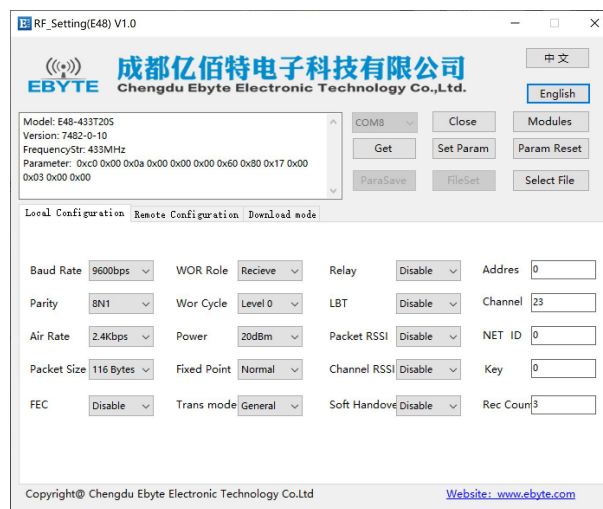 RF_Setting(E48) V1.0
EBYTE
成都亿佰特电子科技有限公司
Chengdu Ebyte Electronic Technology Co.,Ltd.
中文
English
Model: E48-433T20S
Version: 7482-0-10
FrequencyStr: 433MHz
Parameter: 0xc0 0x00 0x0a 0x00 0x00 0x00 0x60 0x80 0x17 0x00
0x03 0x00 0x00
COM8 Close Modules
Get Set Param Param Reset
ParaSave FileSet Select File
Local Configuration Remote Configuration Download mode
Baud Rate 9600bps WOR Role Recieve Relay Disable Addres 0
Parity 8N1 Wor Cycle Level 0 LBT Disable Channel 23
Air Rate 2.4Kbps Power 20dBm Packet RSSI Disable NET ID 0
Packet Size 116 Bytes Fixed Point Normal Channel RSSI Disable Key 0
FEC Disable Trans mode General Soft Handove Disable Rec Coun 3
Copyright@ Chengdu Ebyte Electronic Technology Co.Ltd Website: www.ebyte.com